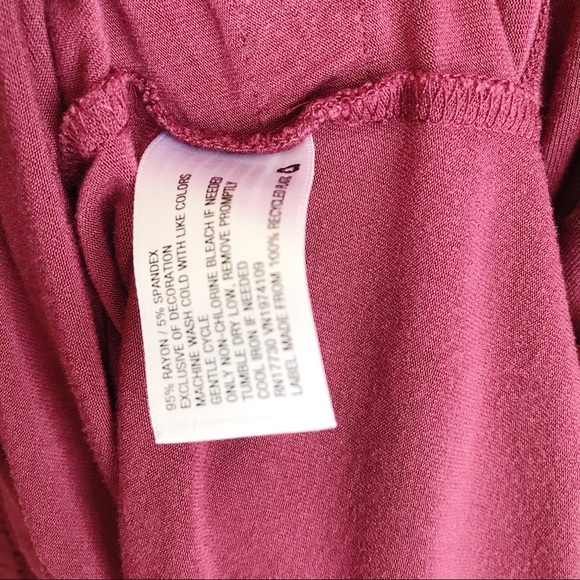 95% RAYON / 5% SPANDEX
EXCLUSIVE OF DECORATION
MACHINE WASH COLD WITH LIKE COLORS
GENTLE CYCLE
ONLY NON-CHLORINE BLEACH IF NEEDED
TUMBLE DRY LOW, REMOVE PROMPTLY
COOL IRON IF NEEDED
RN17730 VN1974109
LABEL MADE FROM 100% RECYCLED